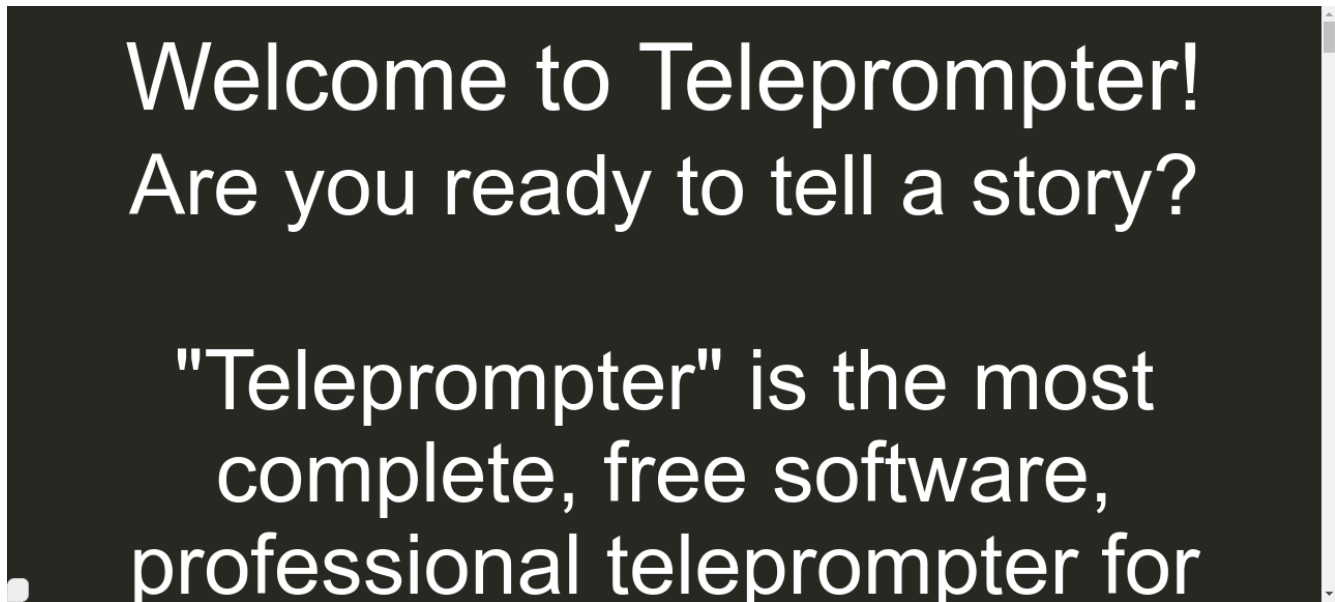 Welcome to Teleprompter!
Are you ready to tell a story?
"Teleprompter" is the most
complete, free software,
professional teleprompter for